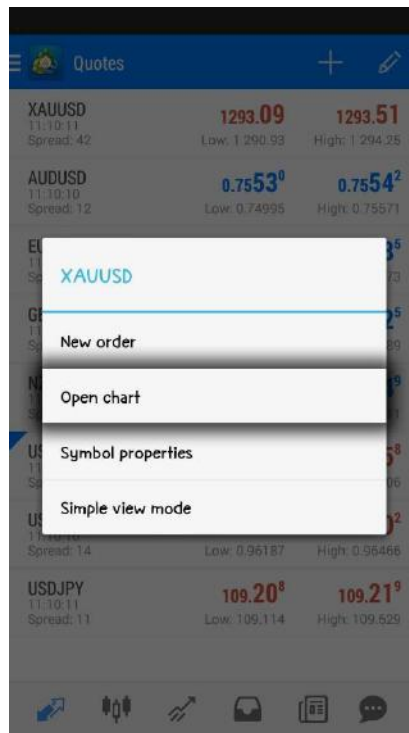 Quotes
XAUUSD 1293.09 1293.51
11:10:11
Spread: 42 Low: 1 290.93 High: 1 294.26
AUDUSD 0.7553⁰ 0.7554²
11:10:10
Spread: 12 Low: 0.74995 High: 0.75571
XAUUSD
New order
Open chart
Symbol properties
Simple view mode
Spread: 14 Low: 0.96187 High: 0.96466
USDJPY 109.20⁸ 109.21⁹
11:10:11
Spread: 11 Low: 109.114 High: 109.529